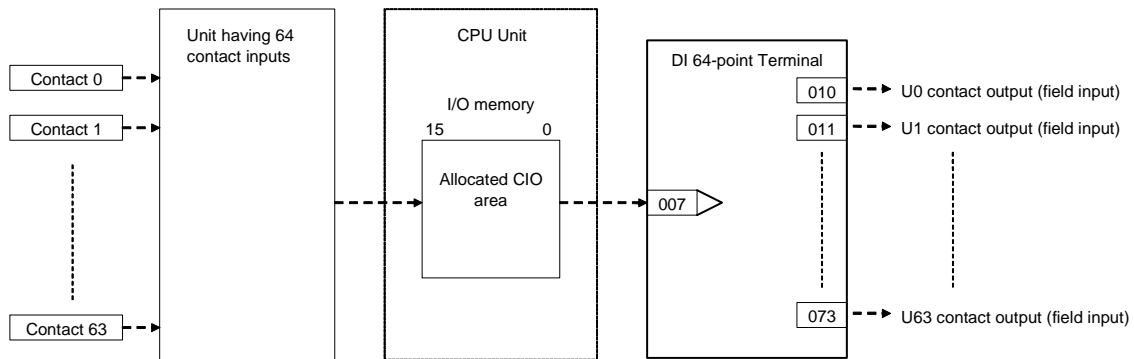 Unit having 64
contact inputs
CPU Unit
DI 64-point Terminal
Contact 0
Contact 1
Contact 63
I/O memory
15 0
Allocated CIO
area
007
010
011
073
U0 contact output (field input)
U1 contact output (field input)
U63 contact output (field input)